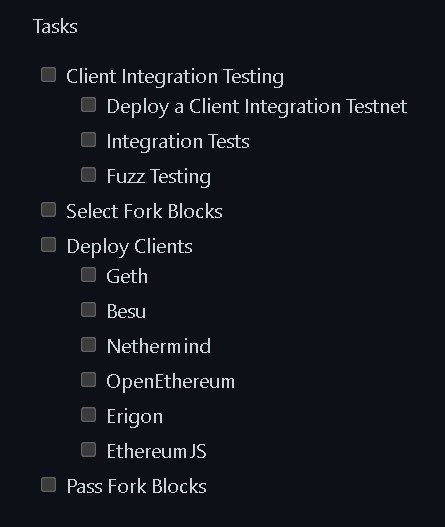 Tasks
Client Integration Testing
Deploy a Client Integration Testnet
Integration Tests
Fuzz Testing
Select Fork Blocks
Deploy Clients
Geth
Besu
Nethermind
OpenEthereum
Erigon
EthereumJS
Pass Fork Blocks